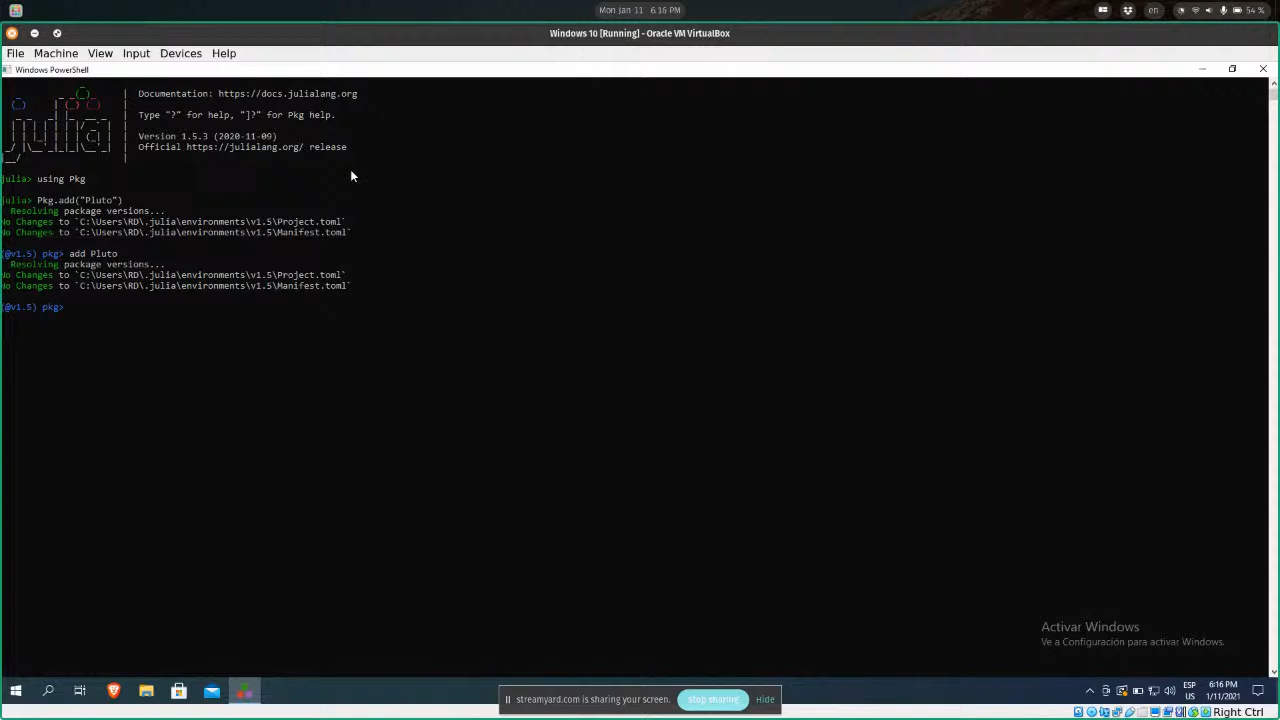 Mon Jan 11 6:16 PM
en
54 %
Windows 10 [Running] - Oracle VM VirtualBox
File Machine View Input Devices Help
Windows PowerShell
| Documentation: https://docs.julialang.org
| Type "?" for help, "]?" for Pkg help.
| Version 1.5.3 (2020-11-09)
| Official https://julialang.org/ release
julia> using Pkg
julia> Pkg.add("Pluto")
Resolving package versions...
No Changes to `C:\Users\RD\.julia\environments\v1.5\Project.toml`
No Changes to `C:\Users\RD\.julia\environments\v1.5\Manifest.toml`
(@v1.5) pkg> add Pluto
Resolving package versions...
No Changes to `C:\Users\RD\.julia\environments\v1.5\Project.toml`
No Changes to `C:\Users\RD\.julia\environments\v1.5\Manifest.toml`
(@v1.5) pkg>
Activar Windows
Ve a Configuración para activar Windows.
streamyard.com is sharing your screen. Stop sharing Hide
ESP 6:16 PM
US 1/11/2021
Right Ctrl